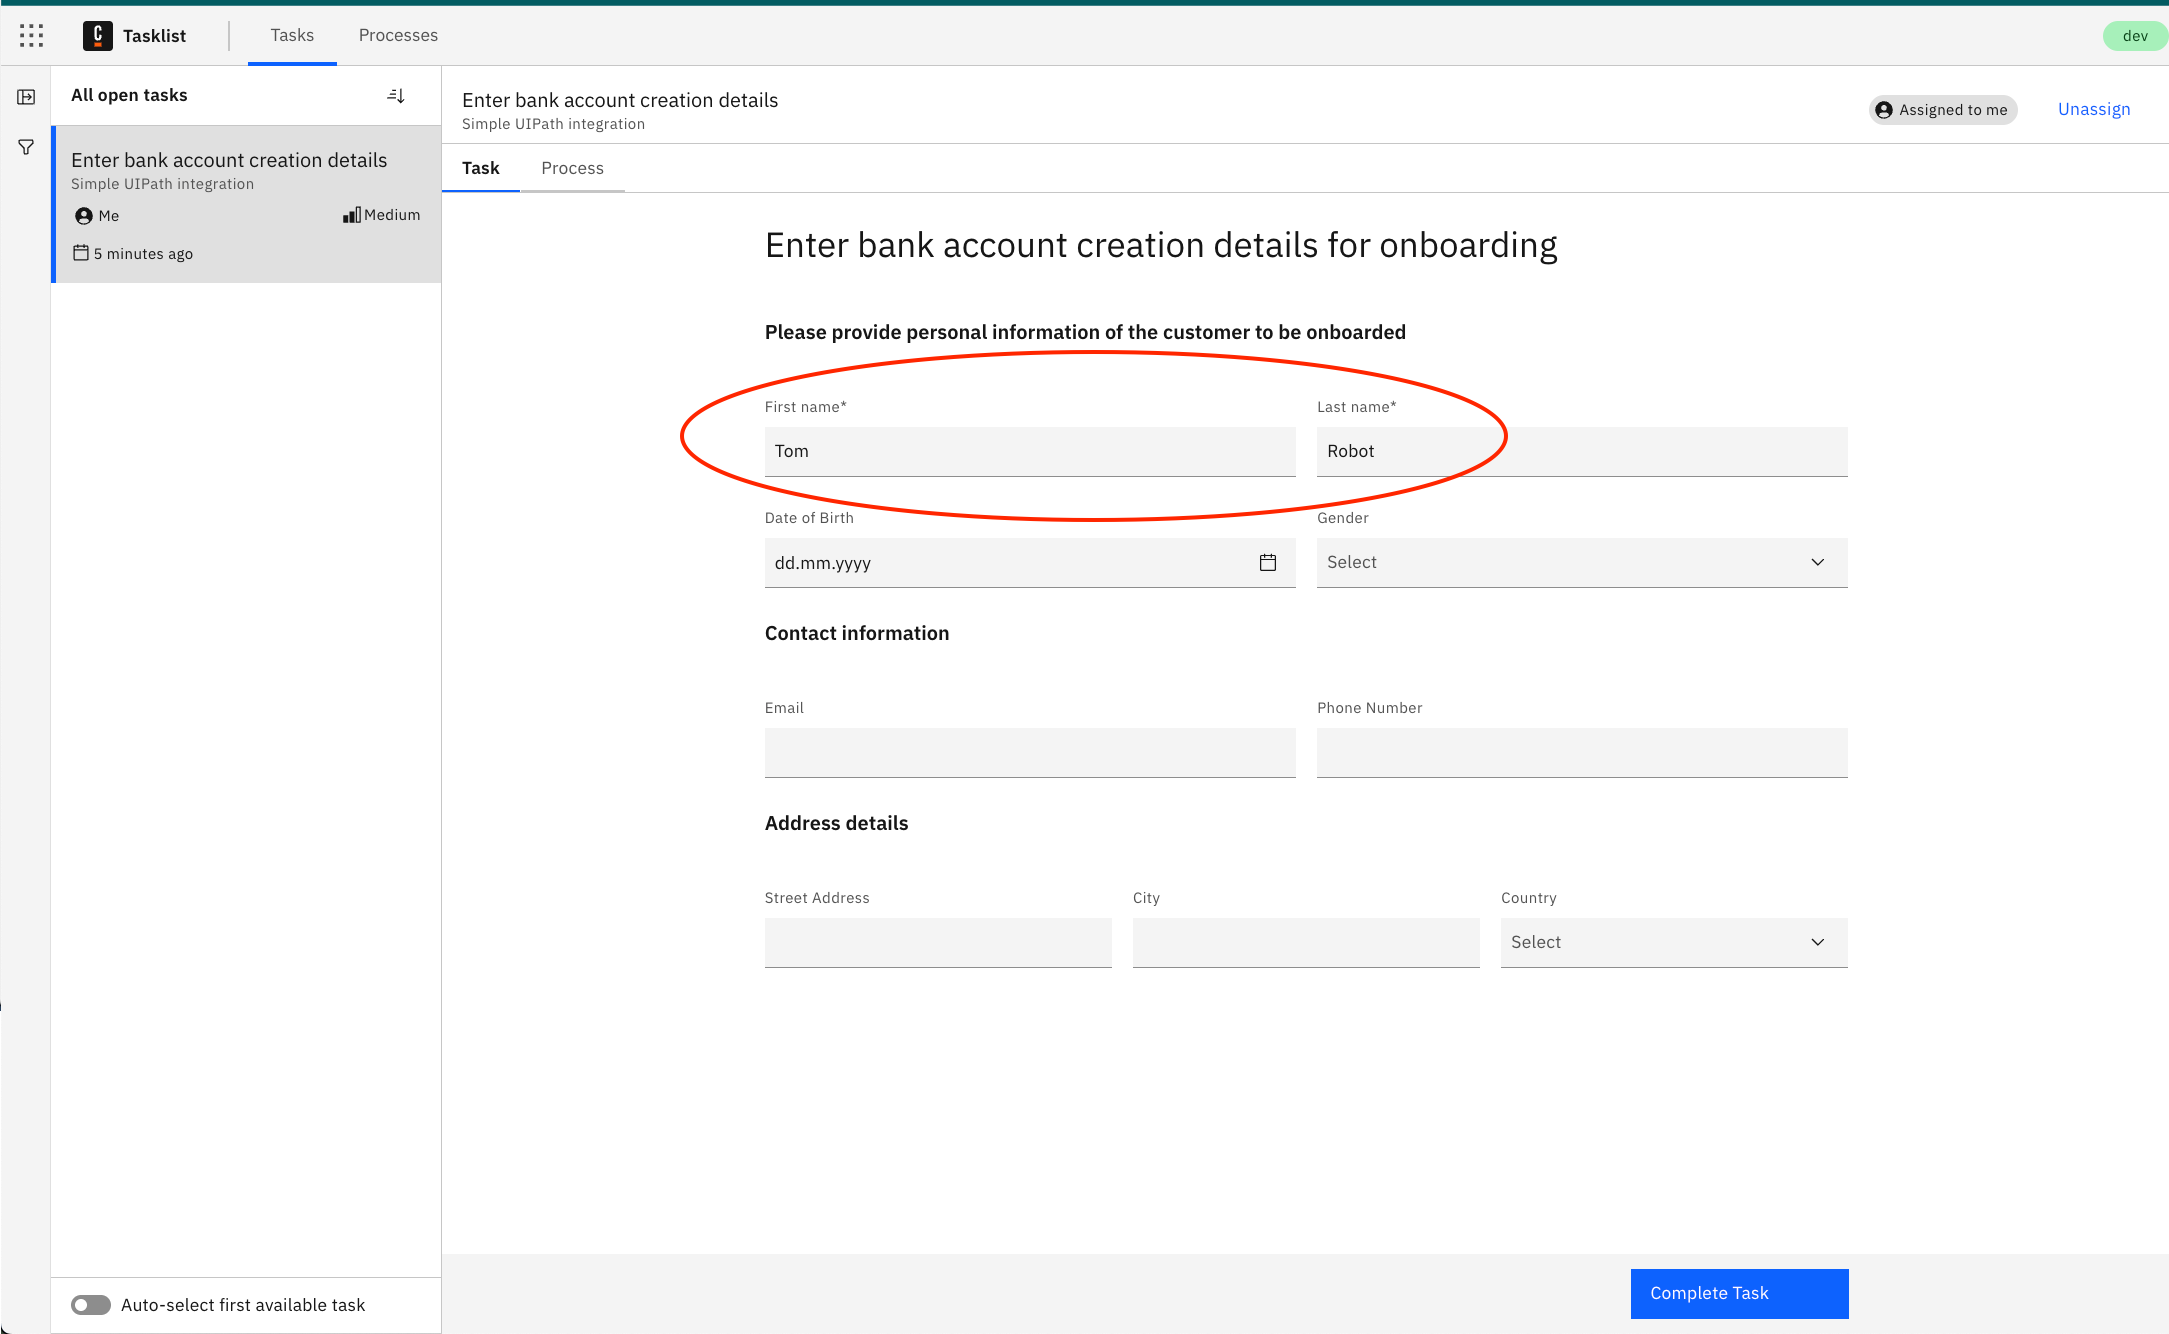 Tasklist
Tasks
Processes
dev
All open tasks
Enter bank account creation details
Simple UIPath integration
Me
Medium
5 minutes ago
Auto-select first available task
Enter bank account creation details
Simple UIPath integration
Assigned to me
Unassign
Task
Process
Enter bank account creation details for onboarding
Please provide personal information of the customer to be onboarded
First name*
Last name*
Tom
Robot
Date of Birth
Gender
dd.mm.yyyy
Select
Contact information
Email
Phone Number
Address details
Street Address
City
Country
Select
Complete Task